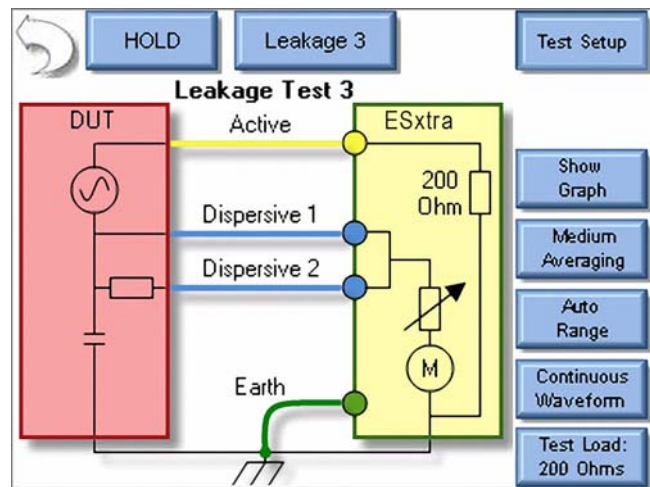 HOLD
Leakage 3
Test Setup
Leakage Test 3
DUT
Active
ESxtra
200
Ohm
Dispersive 1
Dispersive 2
M
Earth
Show
Graph
Medium
Averaging
Auto
Range
Continuous
Waveform
Test Load:
200 Ohms